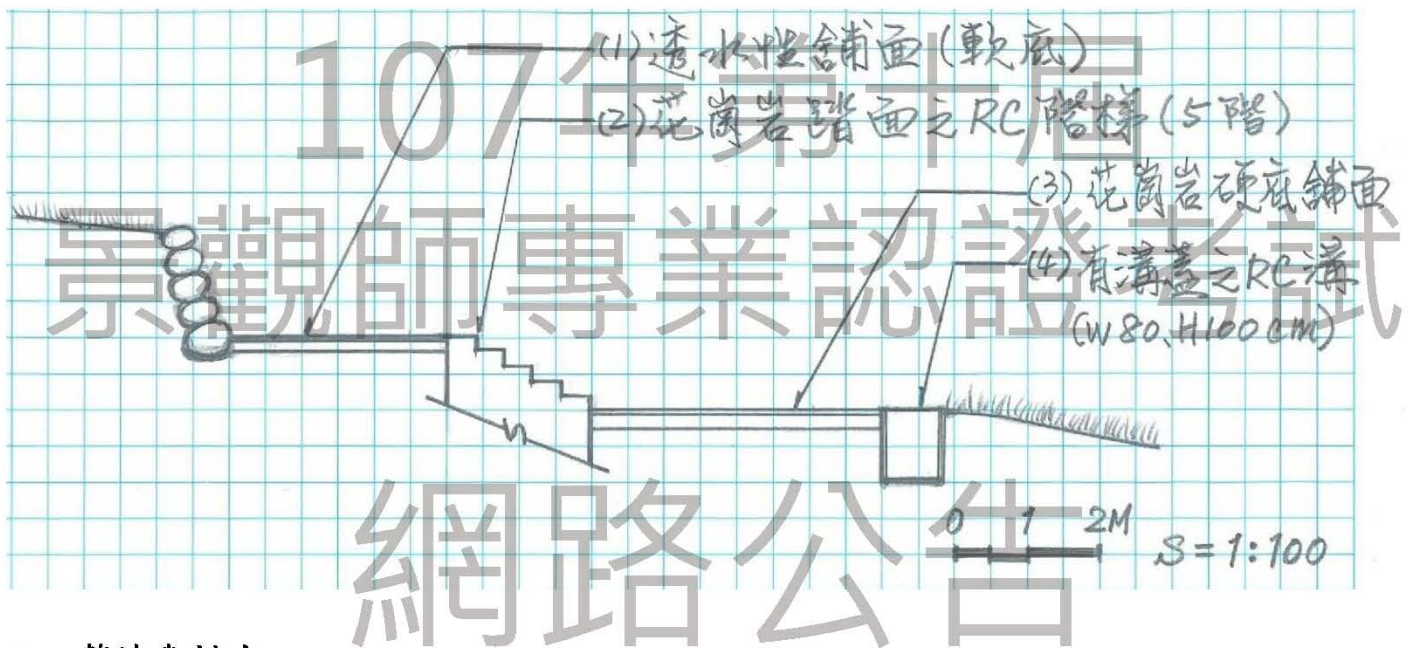 (1)透水性舖面(軟底)
(2)花崗岩踏面之RC階梯(5階)
(3)花崗岩硬底舖面
(4)有溝蓋之RC溝
(W80、H100cm)
0 1 2M
S=1:100
107年第十屆
景觀師專業認證考試
網路公告